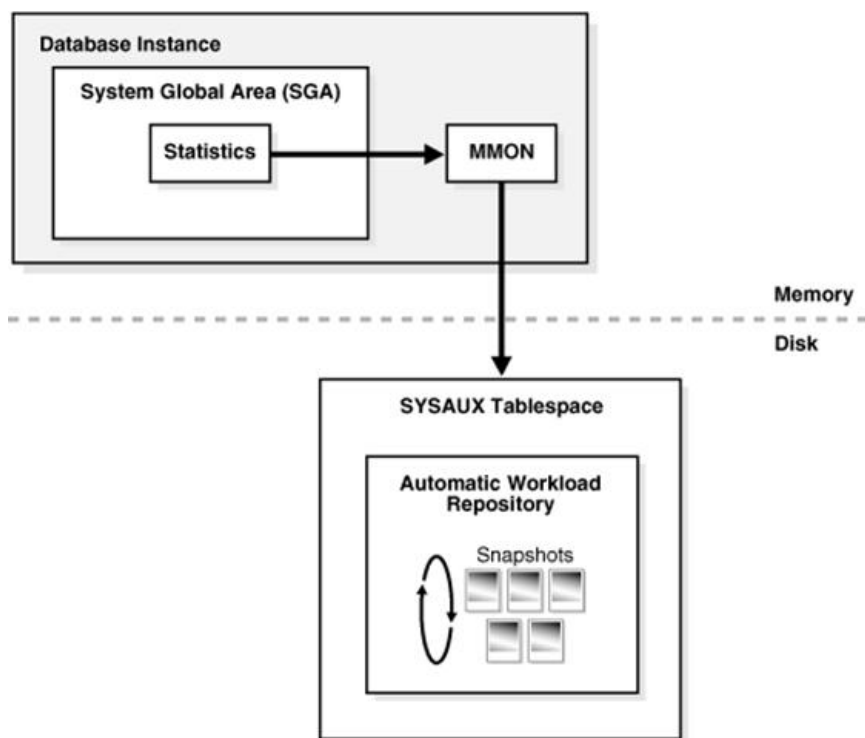 Database Instance
System Global Area (SGA)
Statistics
MMON
Memory
Disk
SYSAUX Tablespace
Automatic Workload
Repository
Snapshots